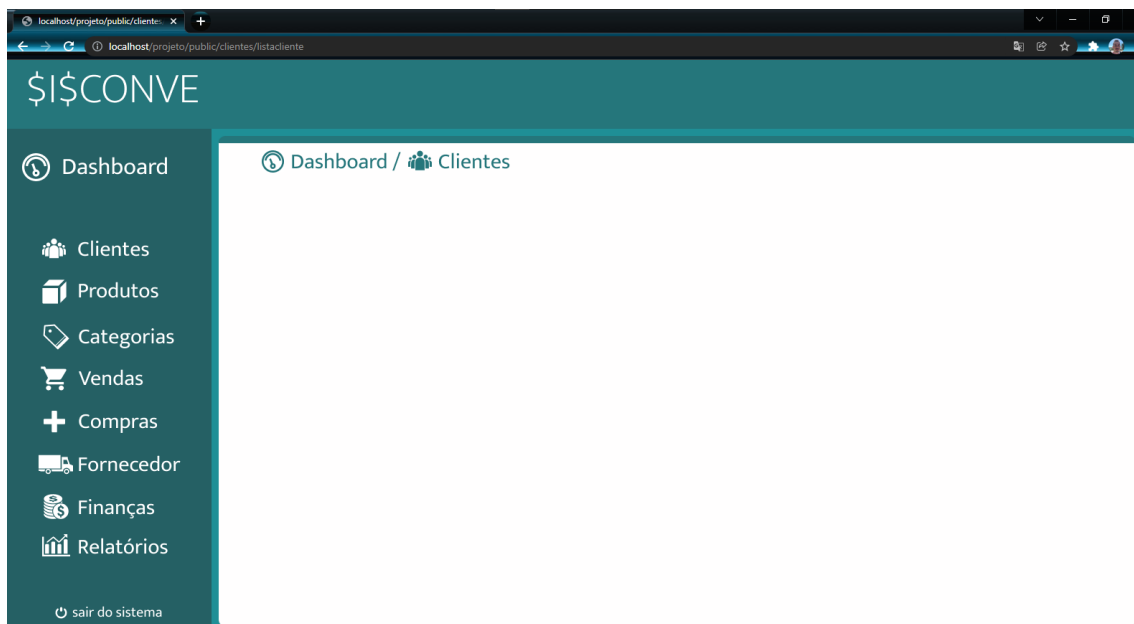 localhost/projeto/public/clientes
localhost/projeto/public/clientes/listacliente
$I$CONVE
Dashboard
Dashboard / Clientes
Clientes
Produtos
Categorias
Vendas
Compras
Fornecedor
Finanças
Relatórios
sair do sistema